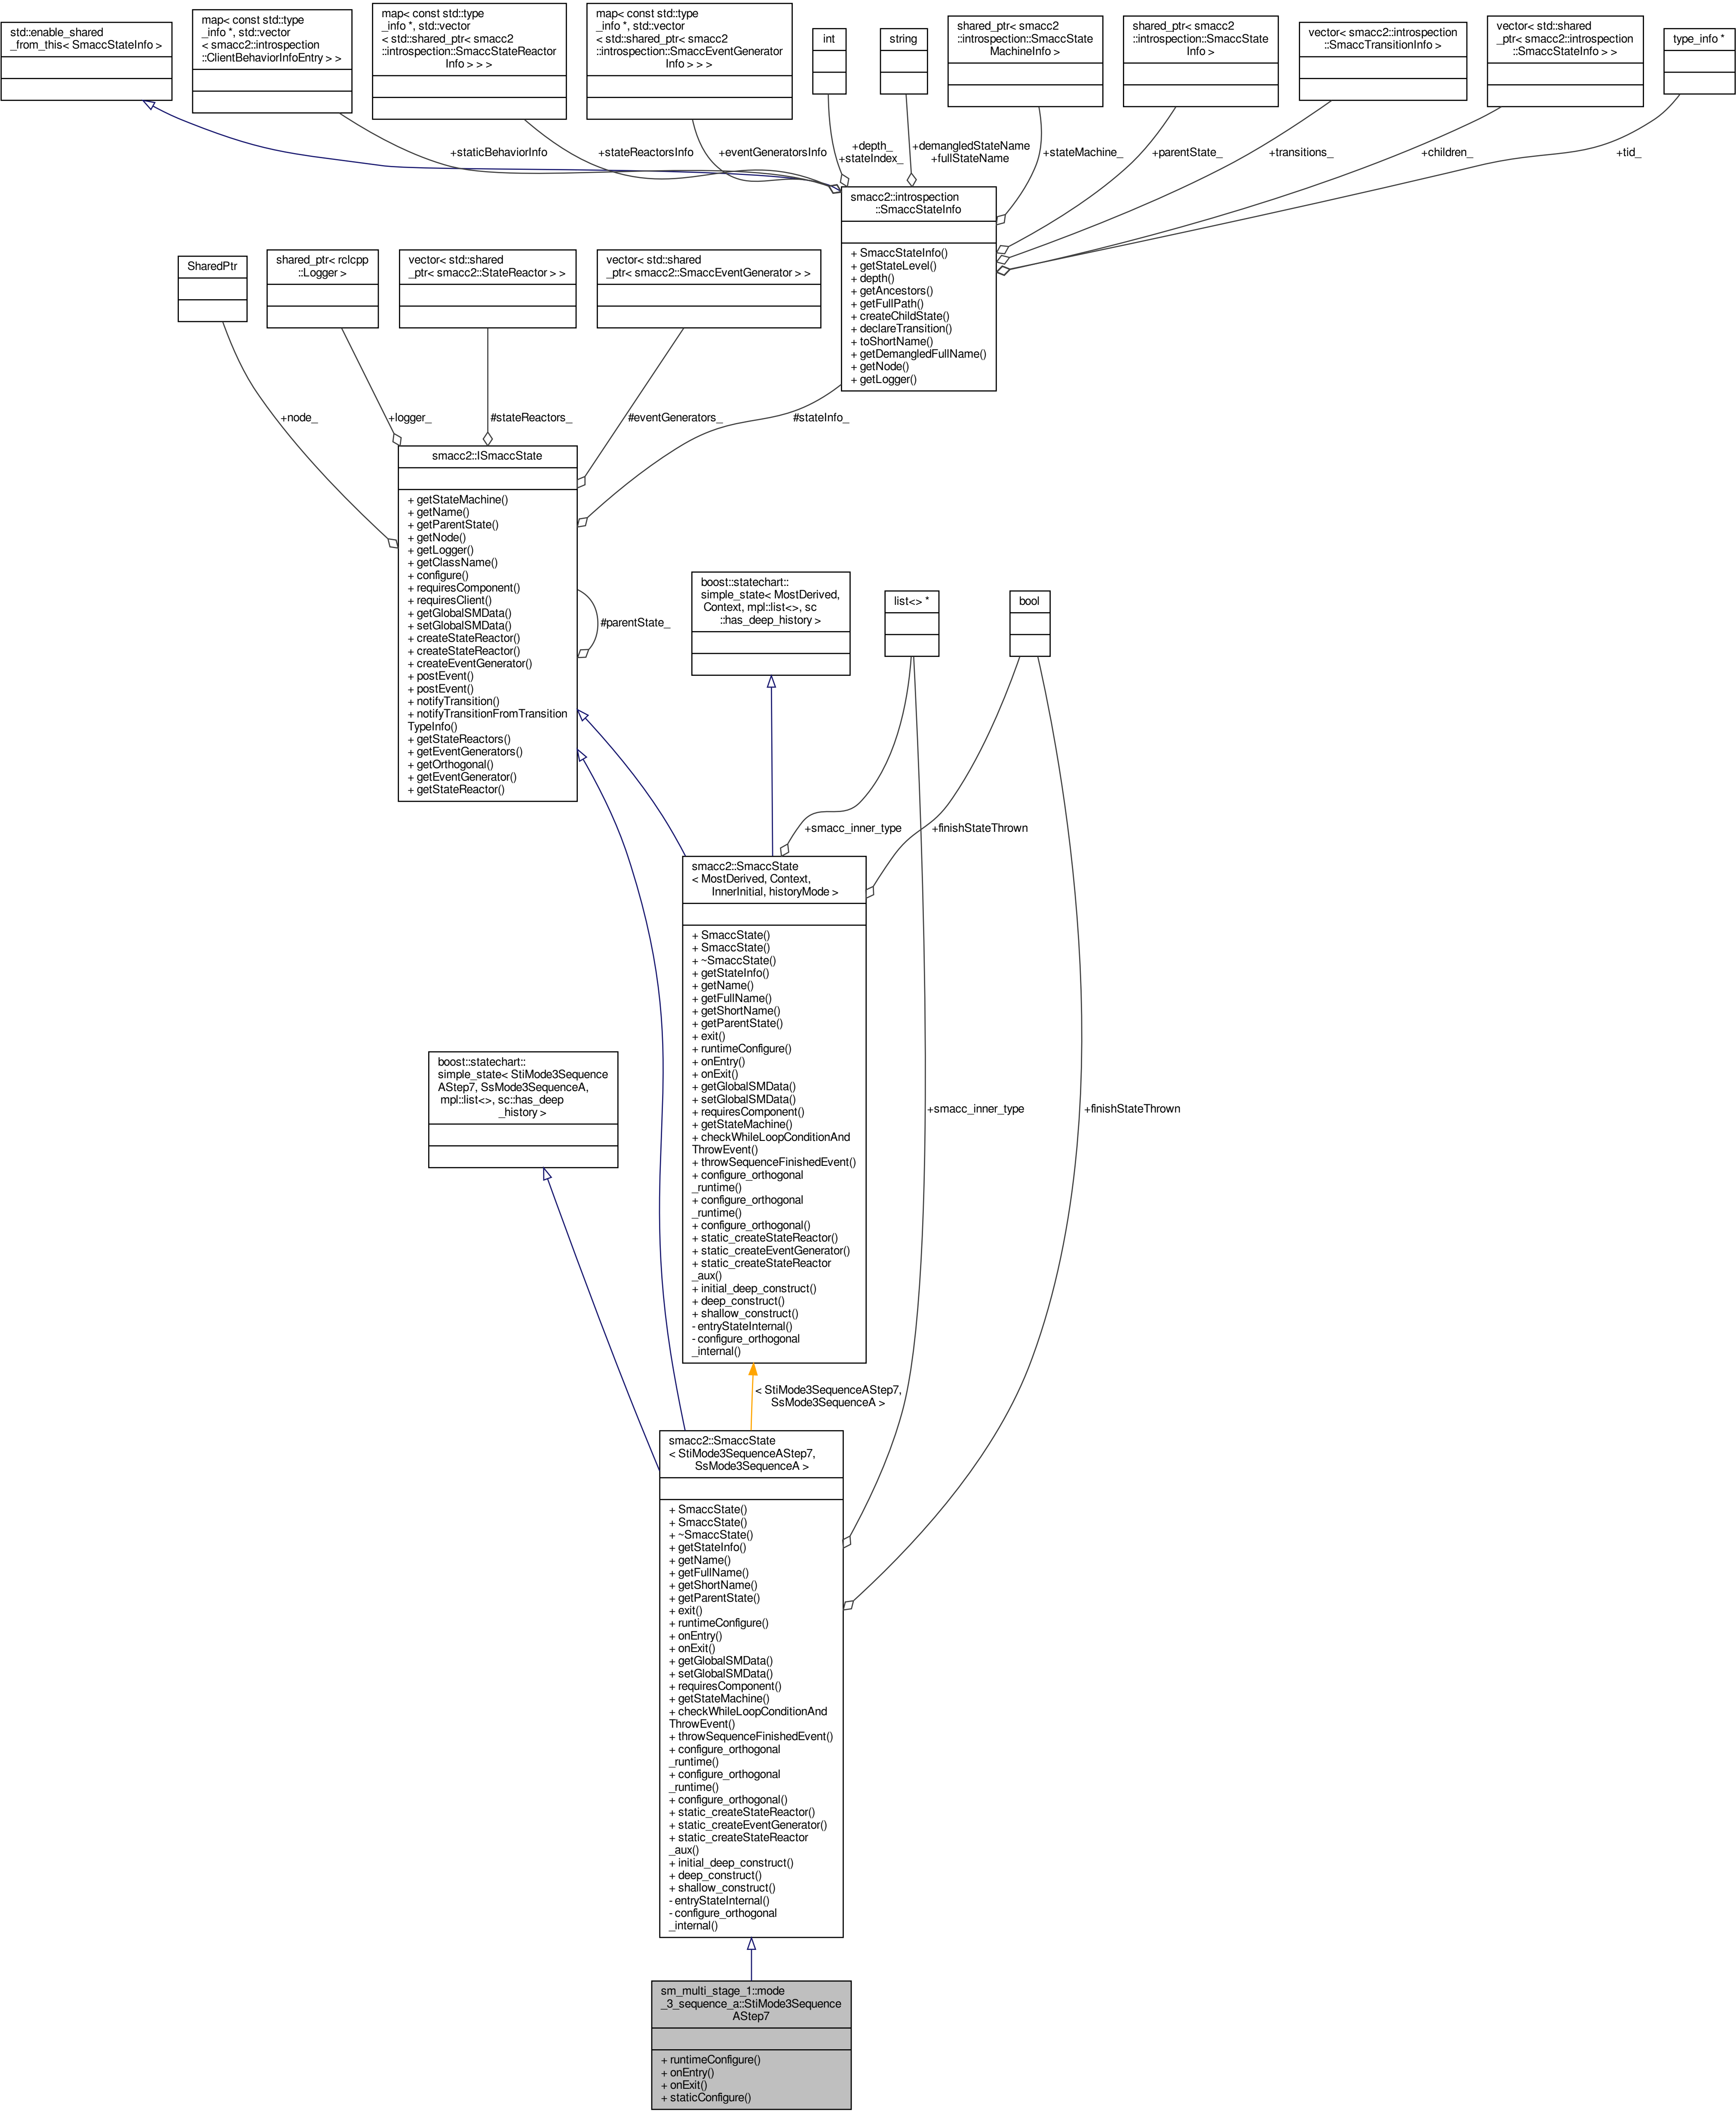 std::enable_shared
_from_this< SmaccStateInfo >
map< const std::type
_info *, std::vector
< smacc2::introspection
::ClientBehaviorInfoEntry > >
map< const std::type
_info *, std::vector
< std::shared_ptr< smacc2
::introspection::SmaccStateReactor
Info > > >
map< const std::type
_info *, std::vector
< std::shared_ptr< smacc2
::introspection::SmaccEventGenerator
Info > > >
int
string
shared_ptr< smacc2
::introspection::SmaccState
MachineInfo >
shared_ptr< smacc2
::introspection::SmaccState
Info >
vector< smacc2::introspection
::SmaccTransitionInfo >
vector< std::shared
_ptr< smacc2::introspection
::SmaccStateInfo > >
type_info *
+staticBehaviorInfo
+stateReactorsInfo
+eventGeneratorsInfo
+depth_
+stateIndex_
+demangledStateName
+fullStateName
+stateMachine_
+parentState_
+transitions_
+children_
+tid_
smacc2::introspection
::SmaccStateInfo
+ SmaccStateInfo()
+ getStateLevel()
+ depth()
+ getAncestors()
+ getFullPath()
+ createChildState()
+ declareTransition()
+ toShortName()
+ getDemangledFullName()
+ getNode()
+ getLogger()
SharedPtr
shared_ptr< rclcpp
::Logger >
vector< std::shared
_ptr< smacc2::StateReactor > >
vector< std::shared
_ptr< smacc2::SmaccEventGenerator > >
+node_
+logger_
#stateReactors_
#eventGenerators_
#stateInfo_
smacc2::ISmaccState
+ getStateMachine()
+ getName()
+ getParentState()
+ getNode()
+ getLogger()
+ getClassName()
+ configure()
+ requiresComponent()
+ requiresClient()
+ getGlobalSMData()
+ setGlobalSMData()
+ createStateReactor()
+ createStateReactor()
+ createEventGenerator()
+ postEvent()
+ postEvent()
+ notifyTransition()
+ notifyTransitionFromTransition
TypeInfo()
+ getStateReactors()
+ getEventGenerators()
+ getOrthogonal()
+ getEventGenerator()
+ getStateReactor()
#parentState_
boost::statechart::
simple_state< MostDerived,
Context, mpl::list<>, sc
::has_deep_history >
list<> *
bool
+smacc_inner_type
+finishStateThrown
smacc2::SmaccState
< MostDerived, Context,
InnerInitial, historyMode >
+ SmaccState()
+ SmaccState()
+ ~SmaccState()
+ getStateInfo()
+ getName()
+ getFullName()
+ getShortName()
+ getParentState()
+ exit()
+ runtimeConfigure()
+ onEntry()
+ onExit()
+ getGlobalSMData()
+ setGlobalSMData()
+ requiresComponent()
+ getStateMachine()
+ checkWhileLoopConditionAnd
ThrowEvent()
+ throwSequenceFinishedEvent()
+ configure_orthogonal
_runtime()
+ configure_orthogonal
_runtime()
+ configure_orthogonal()
+ static_createStateReactor()
+ static_createEventGenerator()
+ static_createStateReactor
_aux()
+ initial_deep_construct()
+ deep_construct()
+ shallow_construct()
- entryStateInternal()
- configure_orthogonal
_internal()
boost::statechart::
simple_state< StiMode3Sequence
AStep7, SsMode3SequenceA,
mpl::list<>, sc::has_deep
_history >
+smacc_inner_type
+finishStateThrown
< StiMode3SequenceAStep7,
SsMode3SequenceA >
smacc2::SmaccState
< StiMode3SequenceAStep7,
SsMode3SequenceA >
+ SmaccState()
+ SmaccState()
+ ~SmaccState()
+ getStateInfo()
+ getName()
+ getFullName()
+ getShortName()
+ getParentState()
+ exit()
+ runtimeConfigure()
+ onEntry()
+ onExit()
+ getGlobalSMData()
+ setGlobalSMData()
+ requiresComponent()
+ getStateMachine()
+ checkWhileLoopConditionAnd
ThrowEvent()
+ throwSequenceFinishedEvent()
+ configure_orthogonal
_runtime()
+ configure_orthogonal
_runtime()
+ configure_orthogonal()
+ static_createStateReactor()
+ static_createEventGenerator()
+ static_createStateReactor
_aux()
+ initial_deep_construct()
+ deep_construct()
+ shallow_construct()
- entryStateInternal()
- configure_orthogonal
_internal()
sm_multi_stage_1::mode
_3_sequence_a::StiMode3Sequence
AStep7
+ runtimeConfigure()
+ onEntry()
+ onExit()
+ staticConfigure()